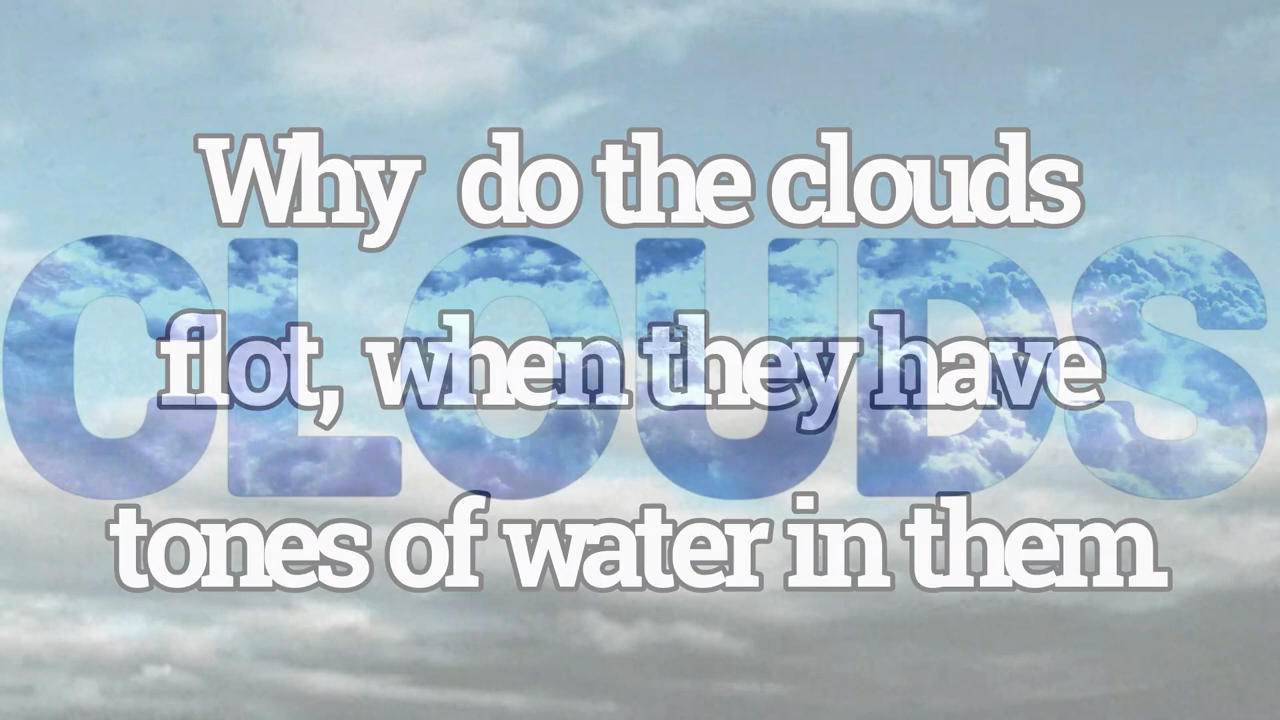 Why do the clouds
CLOUDS
flot, when they have
tones of water in them.